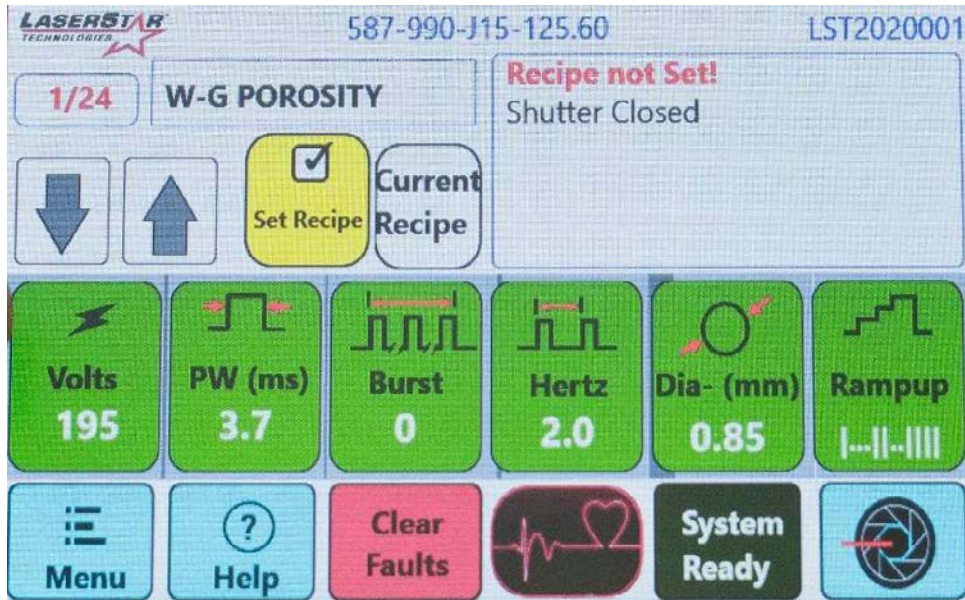 LASERSTAR
TECHNOLOGIES
587-990-J15-125.60
LST2020001
1/24
W-G POROSITY
Recipe not Set!
Shutter Closed
Set Recipe
Current
Recipe
Volts
195
PW (ms)
3.7
Burst
0
Hertz
2.0
Dia- (mm)
0.85
Rampup
Menu
?
Help
Clear
Faults
System
Ready